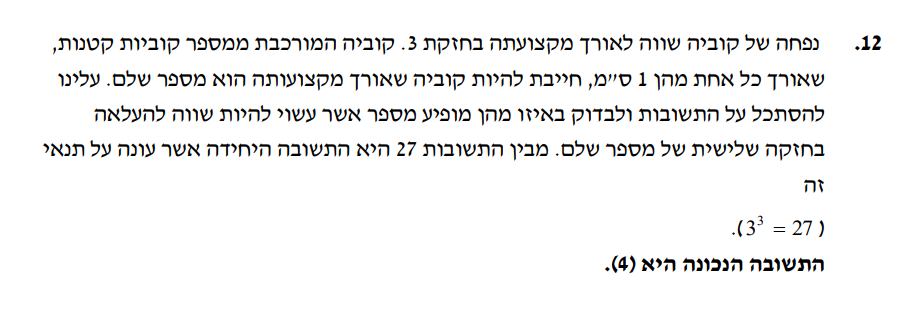 12. נפחה של קוביה שווה לאורך מקצועתה בחזקת 3. קוביה המורכבת ממספר קוביות קטנות,
שאורך כל אחת מהן 1 ס״מ, חייבת להיות קוביה שאורך מקצועותה הוא מספר שלם. עלינו
להסתכל על התשובות ולבדוק באיזו מהן מופיע מספר אשר עשוי להיות שווה להעלאה
בחזקה שלישית של מספר שלם. מבין התשובות 27 היא התשובה היחידה אשר עונה על תנאי
זה
(3³ = 27).
התשובה הנכונה היא (4).